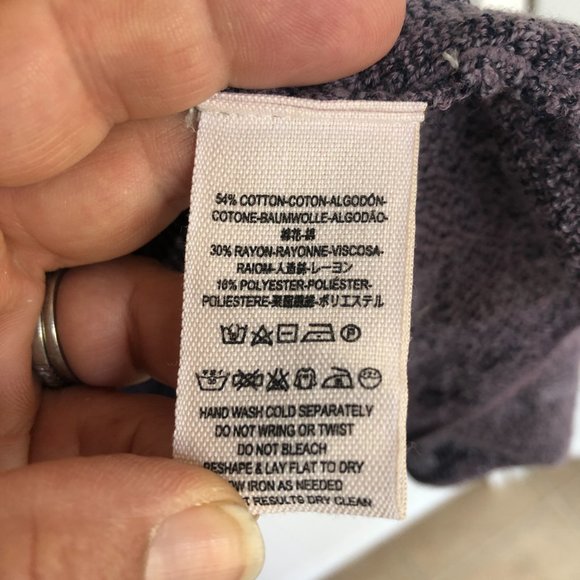 54% COTTON-COTON-ALGODÓN-
COTONE-BAUMWOLLE-ALGODÃO-
棉花-綿
30% RAYON-RAYONNE-VISCOSA-
RAIOM-人造絲-レーヨン
16% POLYESTER-POLIÉSTER-
POLIESTERE-聚酯纖維-ポリエステル
HAND WASH COLD SEPARATELY
DO NOT WRING OR TWIST
DO NOT BLEACH
RESHAPE & LAY FLAT TO DRY
IRON AS NEEDED
RESULTS DRY CLEAN